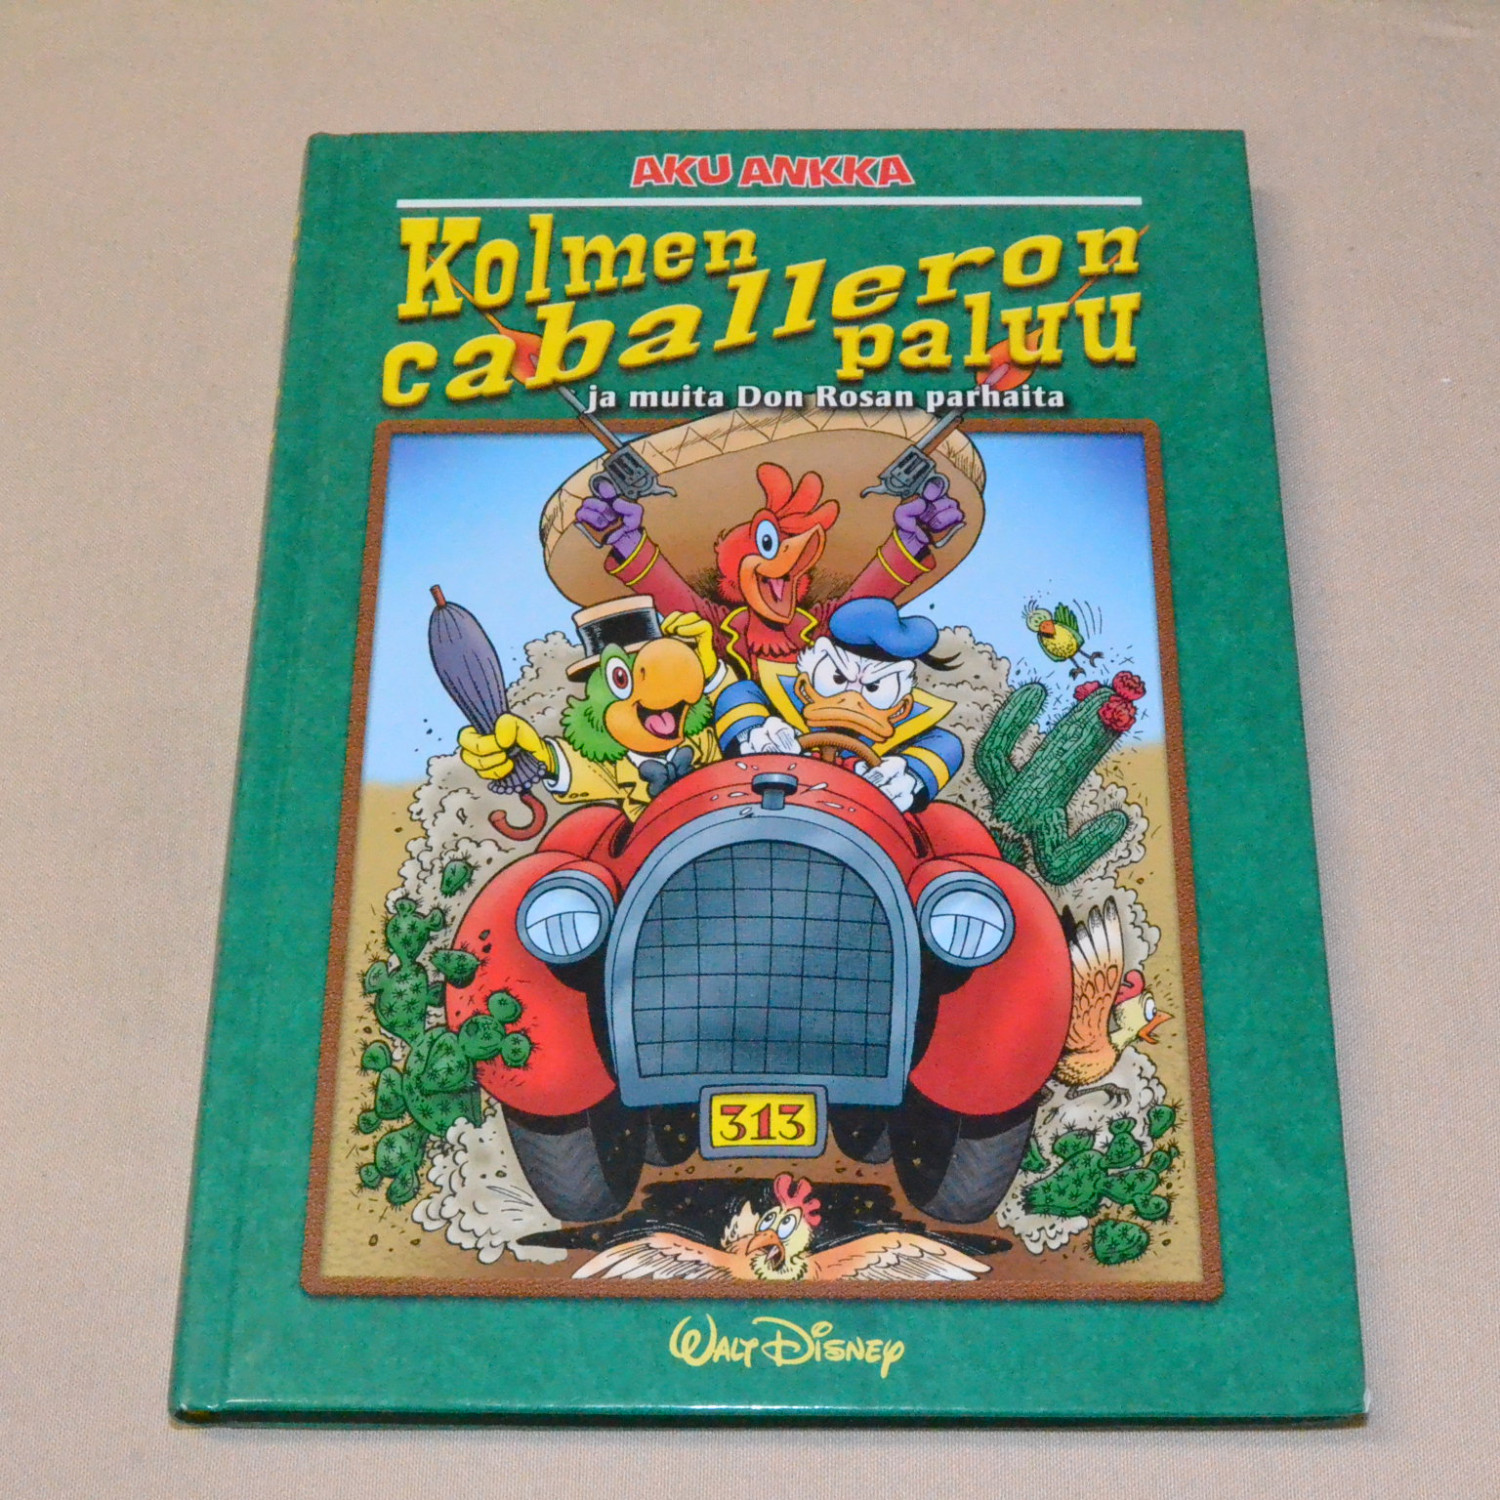 AKU ANKKA
Kolmen
caballeron
paluu
ja muita Don Rosan parhaita
313
WALT DISNEY